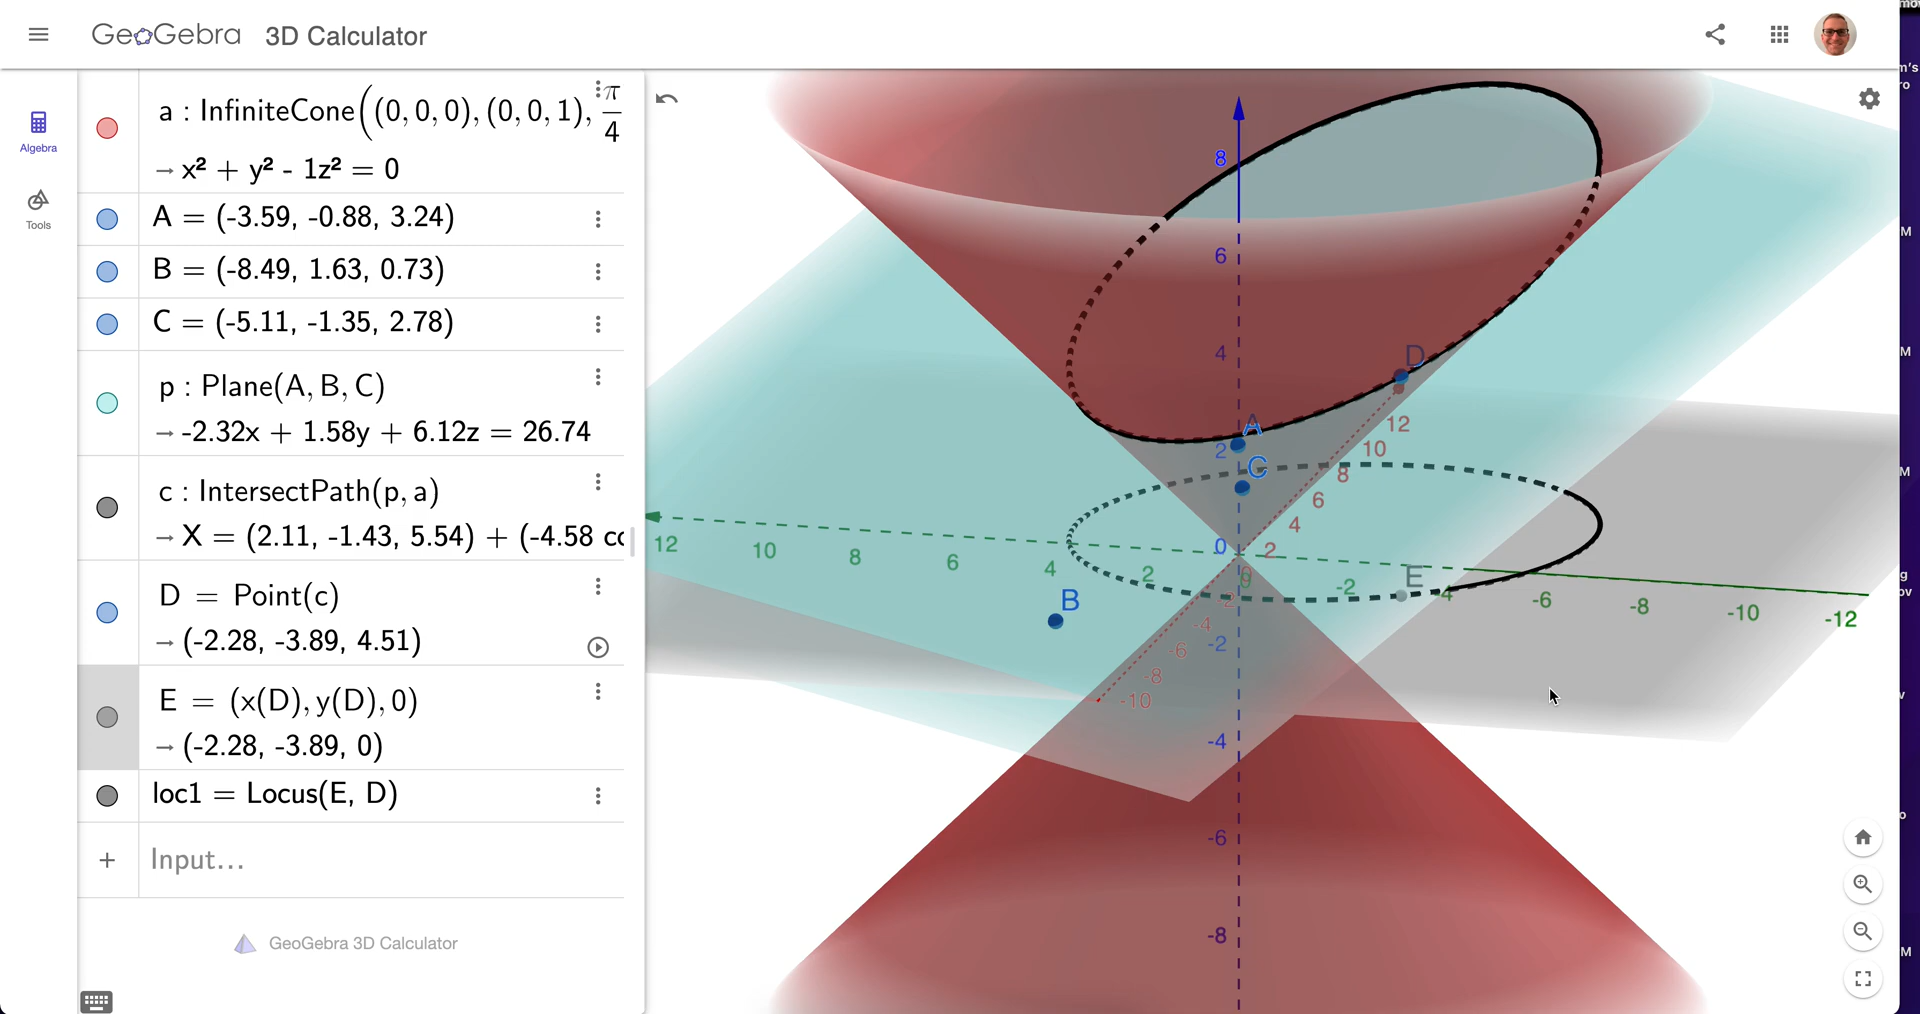 GeoGebra 3D Calculator
Algebra
Tools
a : InfiniteCone((0, 0, 0), (0, 0, 1), π/4
→ x² + y² - 1z² = 0
A = (-3.59, -0.88, 3.24)
B = (-8.49, 1.63, 0.73)
C = (-5.11, -1.35, 2.78)
p : Plane(A, B, C)
→ -2.32x + 1.58y + 6.12z = 26.74
c : IntersectPath(p, a)
→ X = (2.11, -1.43, 5.54) + (-4.58 co
D = Point(c)
→ (-2.28, -3.89, 4.51)
E = (x(D), y(D), 0)
→ (-2.28, -3.89, 0)
loc1 = Locus(E, D)
+ Input...
GeoGebra 3D Calculator
8
6
4
D
12
A
2
10
C
8
6
4
12
10
8
6
4
2
0
2
0
0
-2
E
-4
-6
-8
-10
-12
B
-2
-4
-2
-6
-8
-10
-4
-6
-8